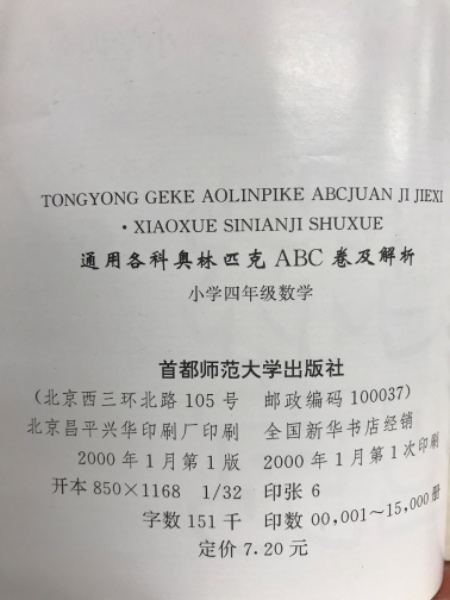 TONGYONG GEKE AOLINPIKE ABCJUAN JI JIEXI
·XIAOXUE SINIANJI SHUXUE
通用各科奥林匹克 ABC 卷及解析
小学四年级数学
首都师范大学出版社
(北京西三环北路 105 号 邮政编码 100037)
北京昌平兴华印刷厂印刷 全国新华书店经销
2000 年 1 月第 1 版 2000 年 1 月第 1 次印刷
开本 850×1168 1/32 印张 6
字数 151 千 印数 00,001~15,000 册
定价 7.20 元